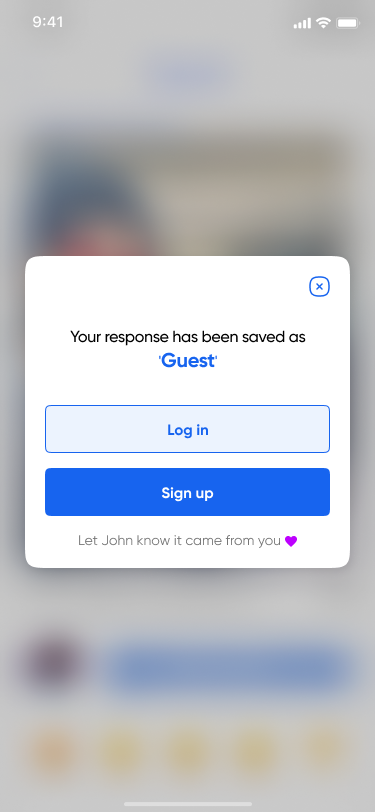 9:41
Your response has been saved as
'Guest'
Log in
Sign up
Let John know it came from you 💜